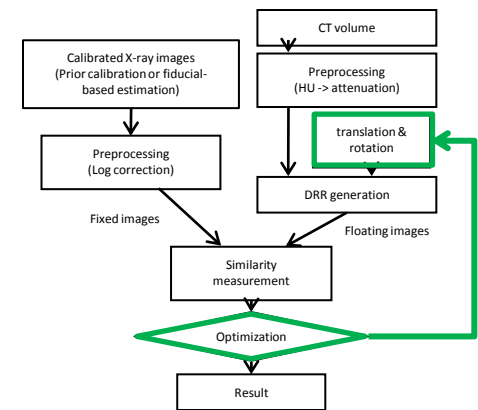 CT volume
Calibrated X-ray images
(Prior calibration or fiducial-
based estimation)
Preprocessing
(HU -> attenuation)
translation &
rotation
Preprocessing
(Log correction)
DRR generation
Fixed images
Floating images
Similarity
measurement
Optimization
Result